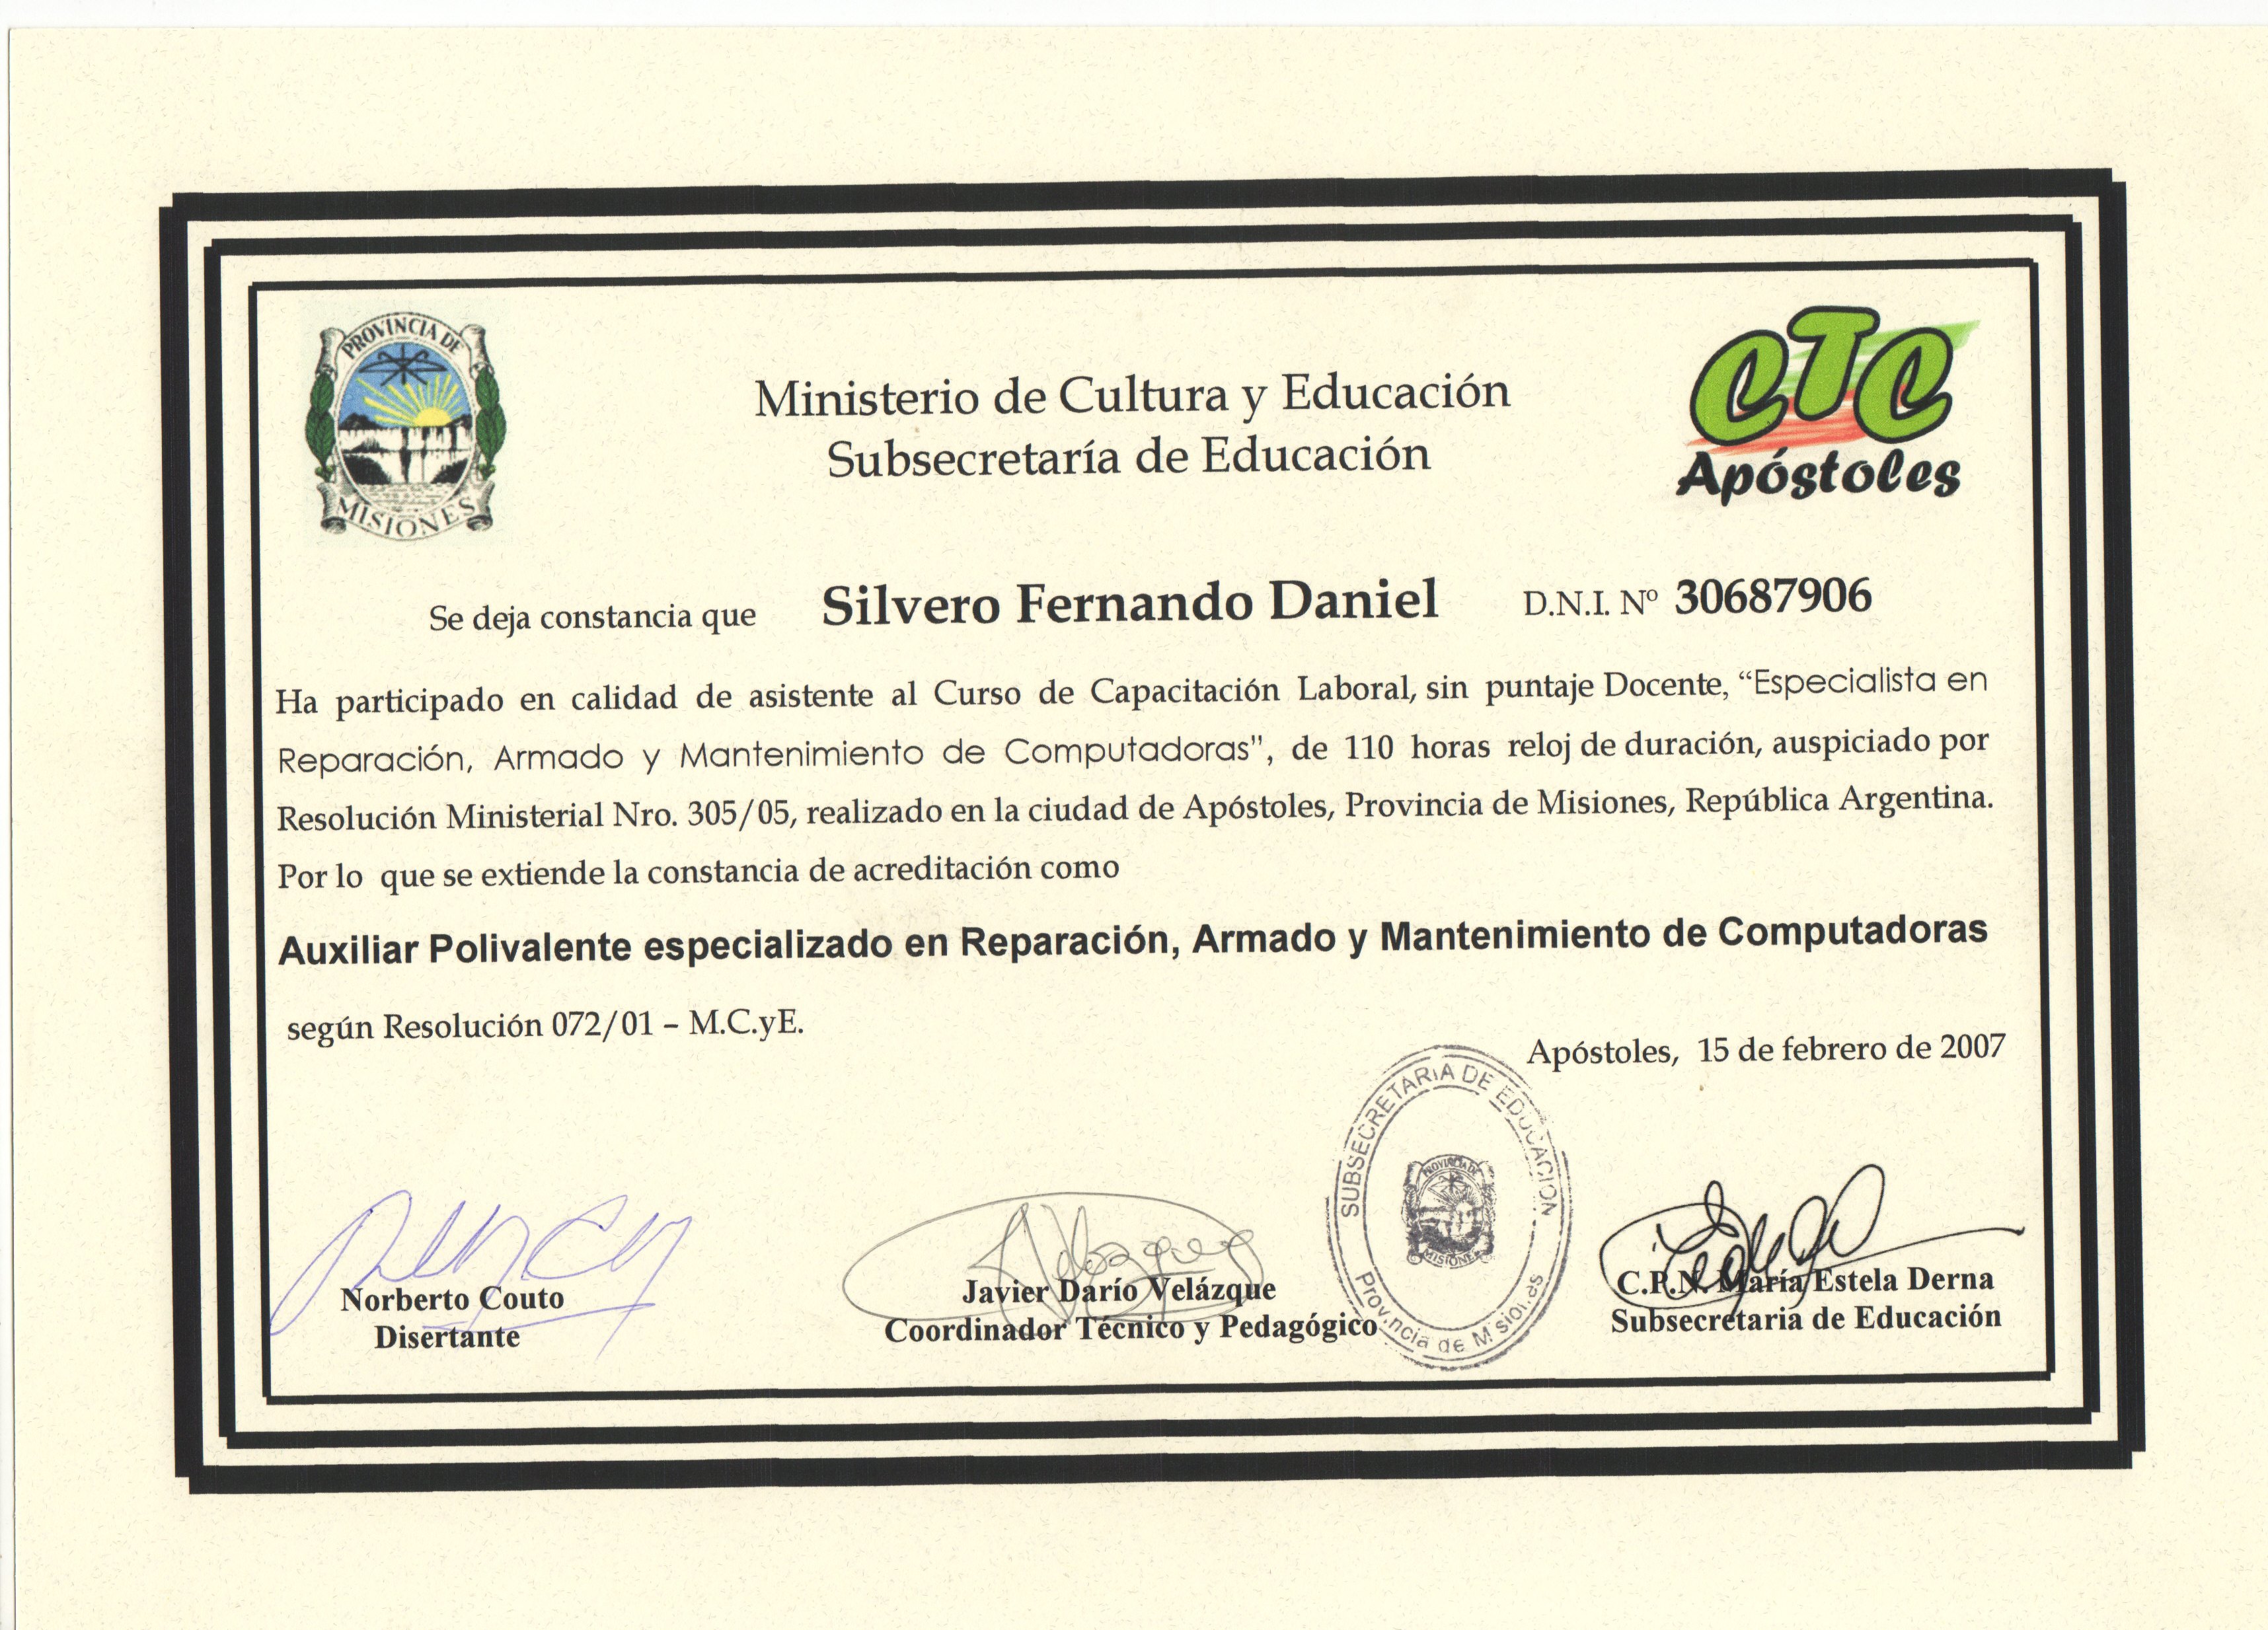 PROVINCIA DE
MISIONES
CTC
Apóstoles
Ministerio de Cultura y Educación
Subsecretaría de Educación
Se deja constancia que Silvero Fernando Daniel D.N.I. Nº 30687906
Ha participado en calidad de asistente al Curso de Capacitación Laboral, sin puntaje Docente, “Especialista en
Reparación, Armado y Mantenimiento de Computadoras", de 110 horas reloj de duración, auspiciado por
Resolución Ministerial Nro. 305/05, realizado en la ciudad de Apóstoles, Provincia de Misiones, República Argentina.
Por lo que se extiende la constancia de acreditación como
Auxiliar Polivalente especializado en Reparación, Armado y Mantenimiento de Computadoras
según Resolución 072/01 – M.C.yE.
Apóstoles, 15 de febrero de 2007
SUBSECRETARIA DE EDUCACION
PROVINCIA DE
MISIONES
Provincia de Misiones
Norberto Couto
Disertante
Velazquez
Javier Darío Velázque
Coordinador Técnico y Pedagógico
C.P.N. María Estela Derna
Subsecretaria de Educación